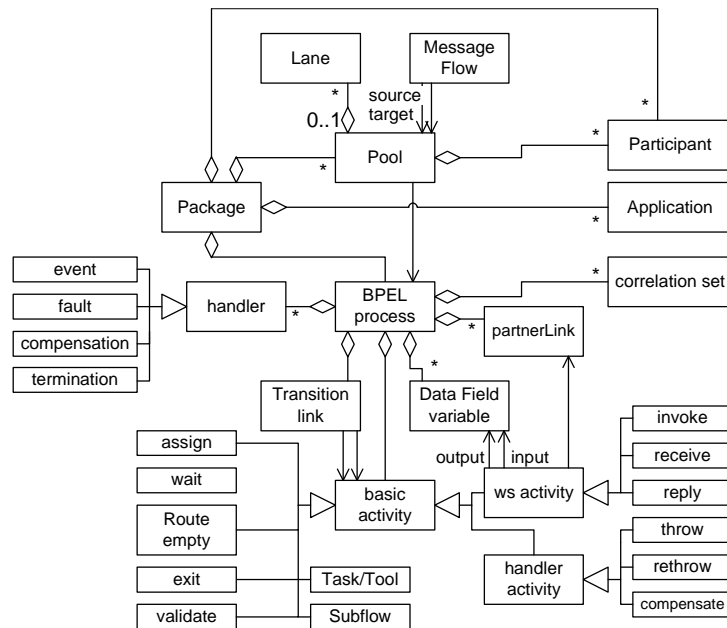 Lane
Message
Flow
*
*
0..1
source
target
*
*
Pool
Participant
Package
Application
*
event
fault
compensation
termination
handler
*
BPEL
process
*
correlation set
*
partnerLink
Transition
link
*
Data Field
variable
output
input
assign
wait
Route
empty
exit
validate
Task/Tool
Subflow
basic
activity
ws activity
handler
activity
invoke
receive
reply
throw
rethrow
compensate